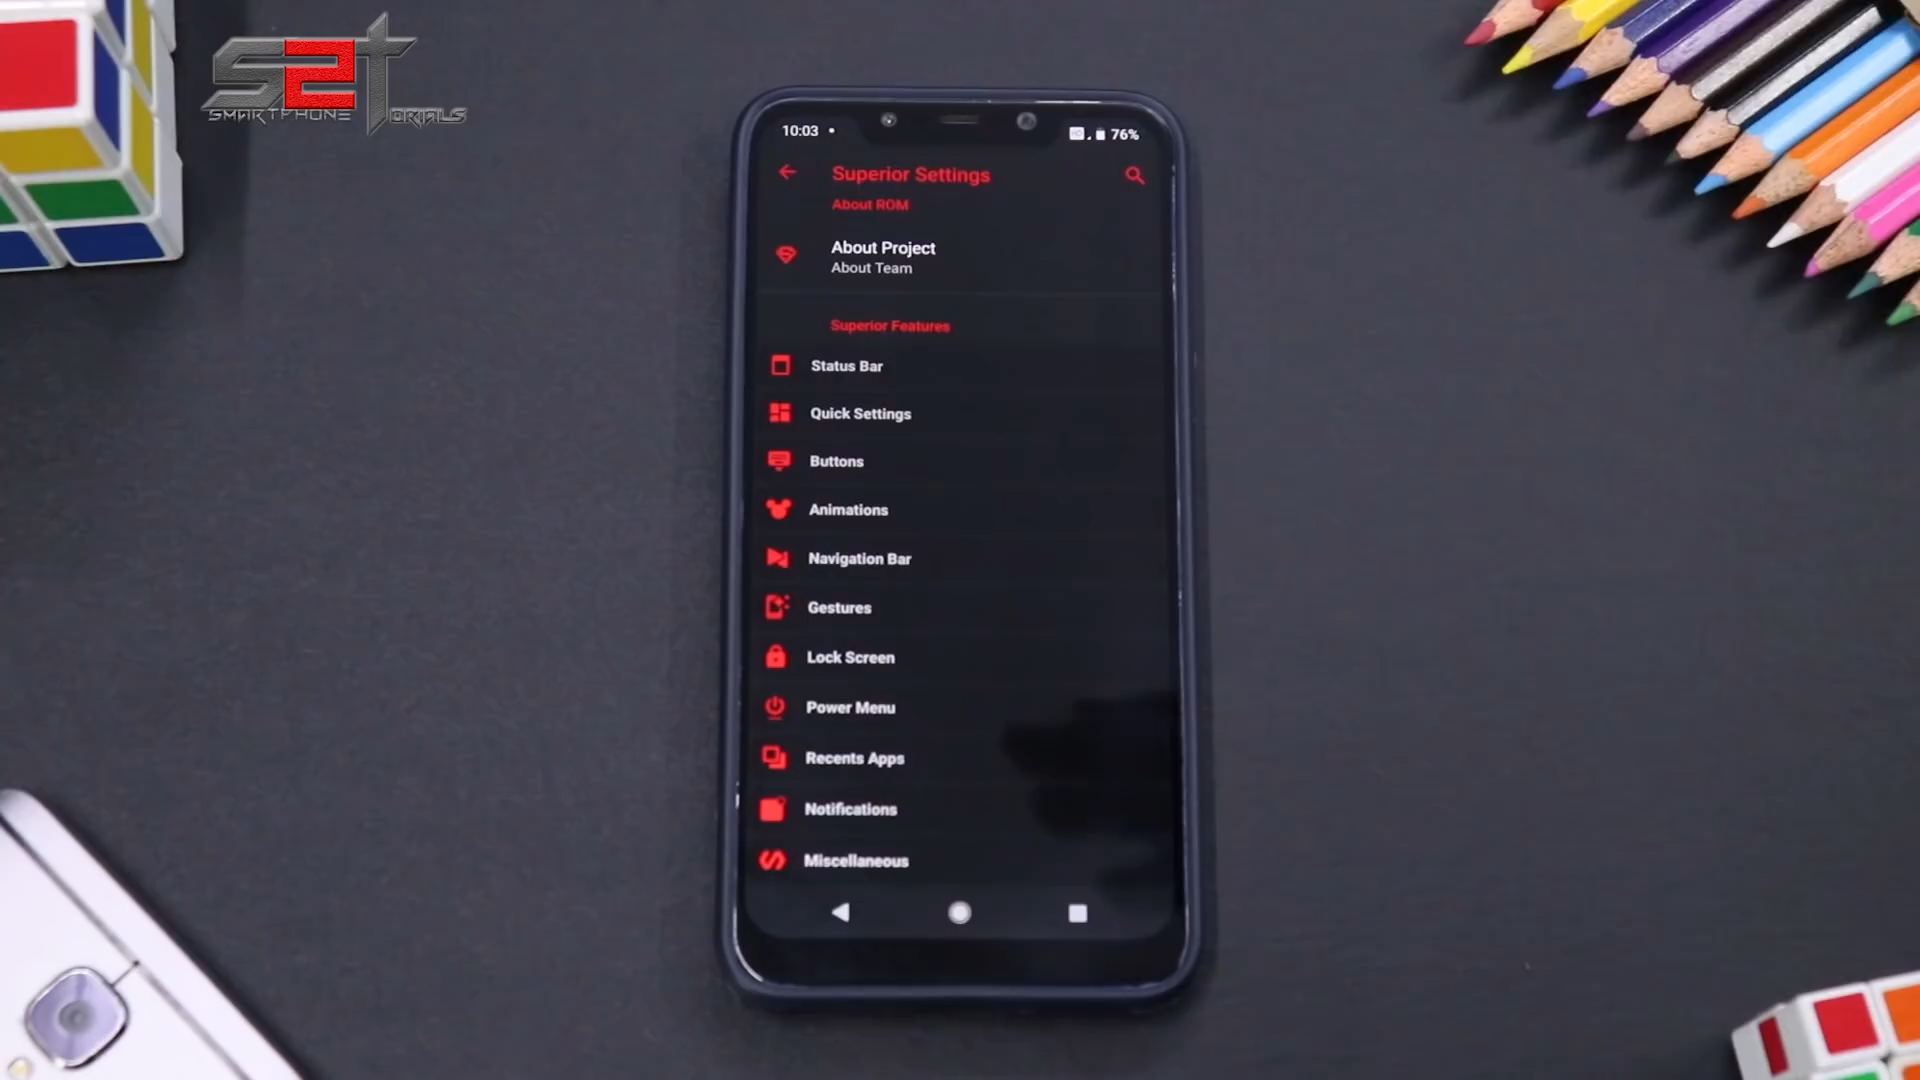 S2T
SMARTPHONE TORIALS
10:03
76%
Superior Settings
About ROM
About Project
About Team
Superior Features
Status Bar
Quick Settings
Buttons
Animations
Navigation Bar
Gestures
Lock Screen
Power Menu
Recents Apps
Notifications
Miscellaneous